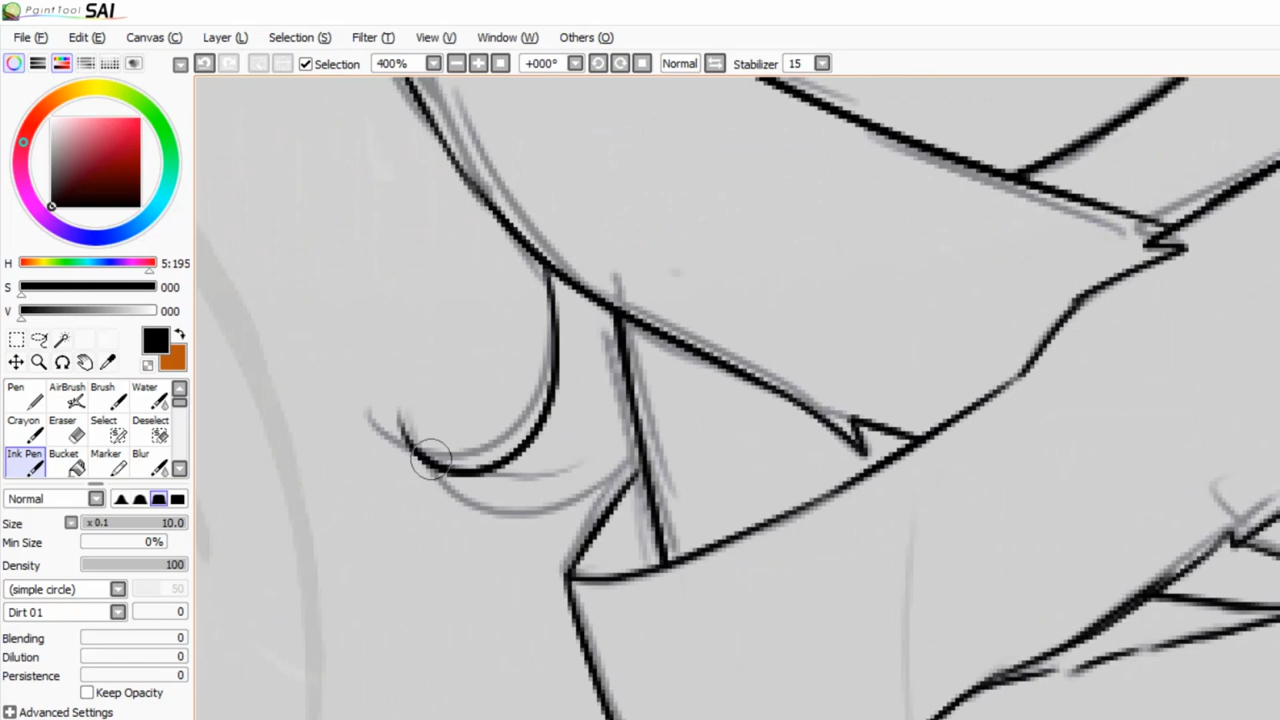 PaintTool SAI
File (F) Edit (E) Canvas (C) Layer (L) Selection (S) Filter (T) View (V) Window (W) Others (O)
Selection 400% +000° Normal Stabilizer 15
H 5:195
S 000
V 000
Pen AirBrush Brush Water
Crayon Eraser Select Deselect
Ink Pen Bucket Marker Blur
Normal
Size x 0.1 10.0
Min Size 0%
Density 100
(simple circle) 50
Dirt 01 0
Blending 0
Dilution 0
Persistence 0
Keep Opacity
Advanced Settings